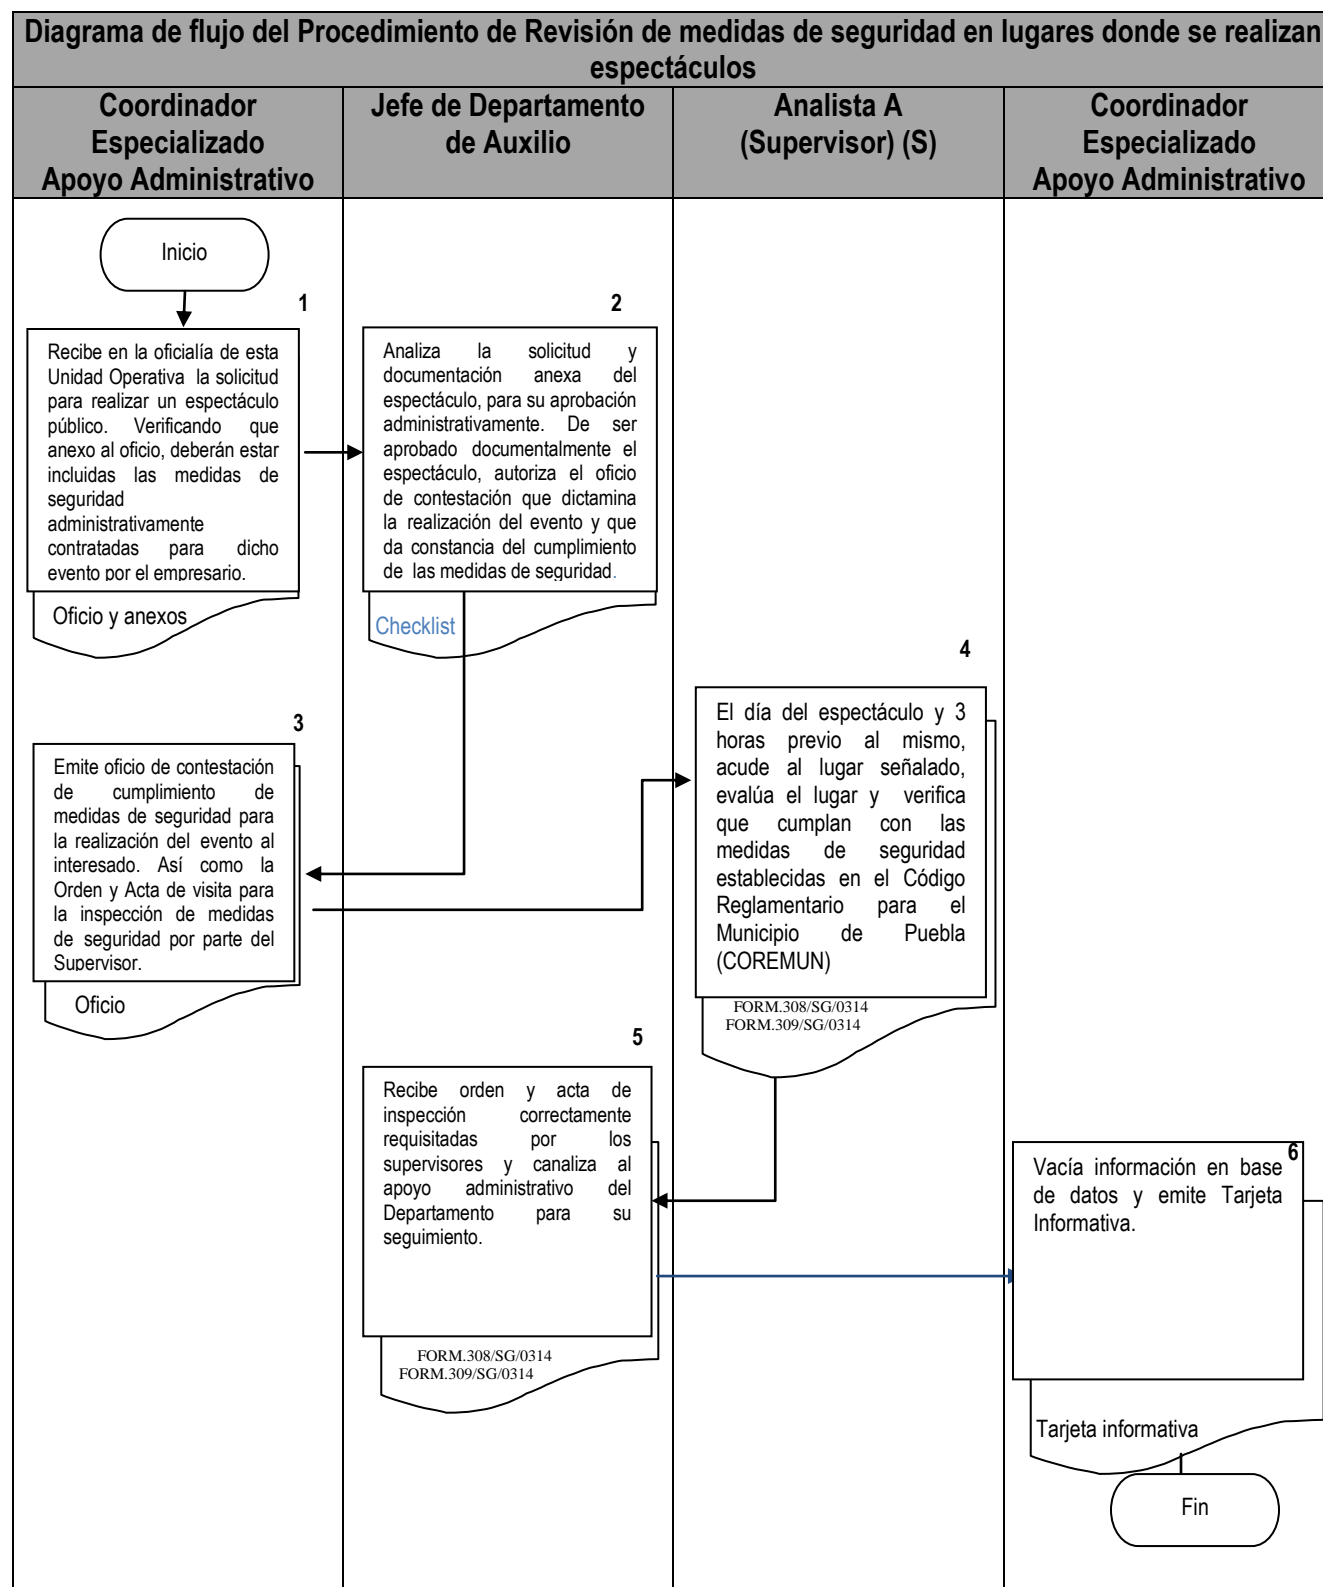 Diagrama de flujo del Procedimiento de Revisión de medidas de seguridad en lugares donde se realizan
espectáculos
Coordinador
Especializado
Apoyo Administrativo
Jefe de Departamento
de Auxilio
Analista A
(Supervisor) (S)
Coordinador
Especializado
Apoyo Administrativo
Inicio
1
Recibe en la oficialía de esta
Unidad Operativa la solicitud
para realizar un espectáculo
público. Verificando que
anexo al oficio, deberán estar
incluidas las medidas de
seguridad
administrativamente
contratadas para dicho
evento por el empresario.
Oficio y anexos
2
Analiza la solicitud y
documentación anexa del
espectáculo, para su aprobación
administrativamente. De ser
aprobado documentalmente el
espectáculo, autoriza el oficio
de contestación que dictamina
la realización del evento y que
da constancia del cumplimiento
de las medidas de seguridad.
Checklist
3
Emite oficio de contestación
de cumplimiento de
medidas de seguridad para
la realización del evento al
interesado. Así como la
Orden y Acta de visita para
la inspección de medidas
de seguridad por parte del
Supervisor.
Oficio
4
El día del espectáculo y 3
horas previo al mismo,
acude al lugar señalado,
evalúa el lugar y verifica
que cumplan con las
medidas de seguridad
establecidas en el Código
Reglamentario para el
Municipio de Puebla
(COREMUN)
FORM.308/SG/0314
FORM.309/SG/0314
5
Recibe orden y acta de
inspección correctamente
requisitadas por los
supervisores y canaliza al
apoyo administrativo del
Departamento para su
seguimiento.
FORM.308/SG/0314
FORM.309/SG/0314
6
Vacía información en base
de datos y emite Tarjeta
Informativa.
Tarjeta informativa
Fin